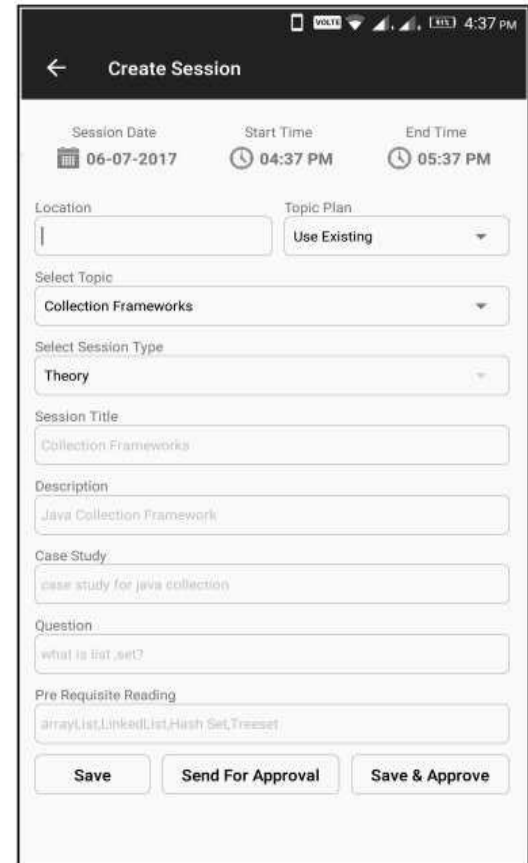 VOLTE 91% 4:37 PM
Create Session
Session Date Start Time End Time
06-07-2017 04:37 PM 05:37 PM
Location Topic Plan
Use Existing
Select Topic
Collection Frameworks
Select Session Type
Theory
Session Title
Collection Frameworks
Description
Java Collection Framework
Case Study
case study for java collection
Question
what is list ,set?
Pre Requisite Reading
arrayList,LinkedList,Hash Set,Treeset
Save Send For Approval Save & Approve